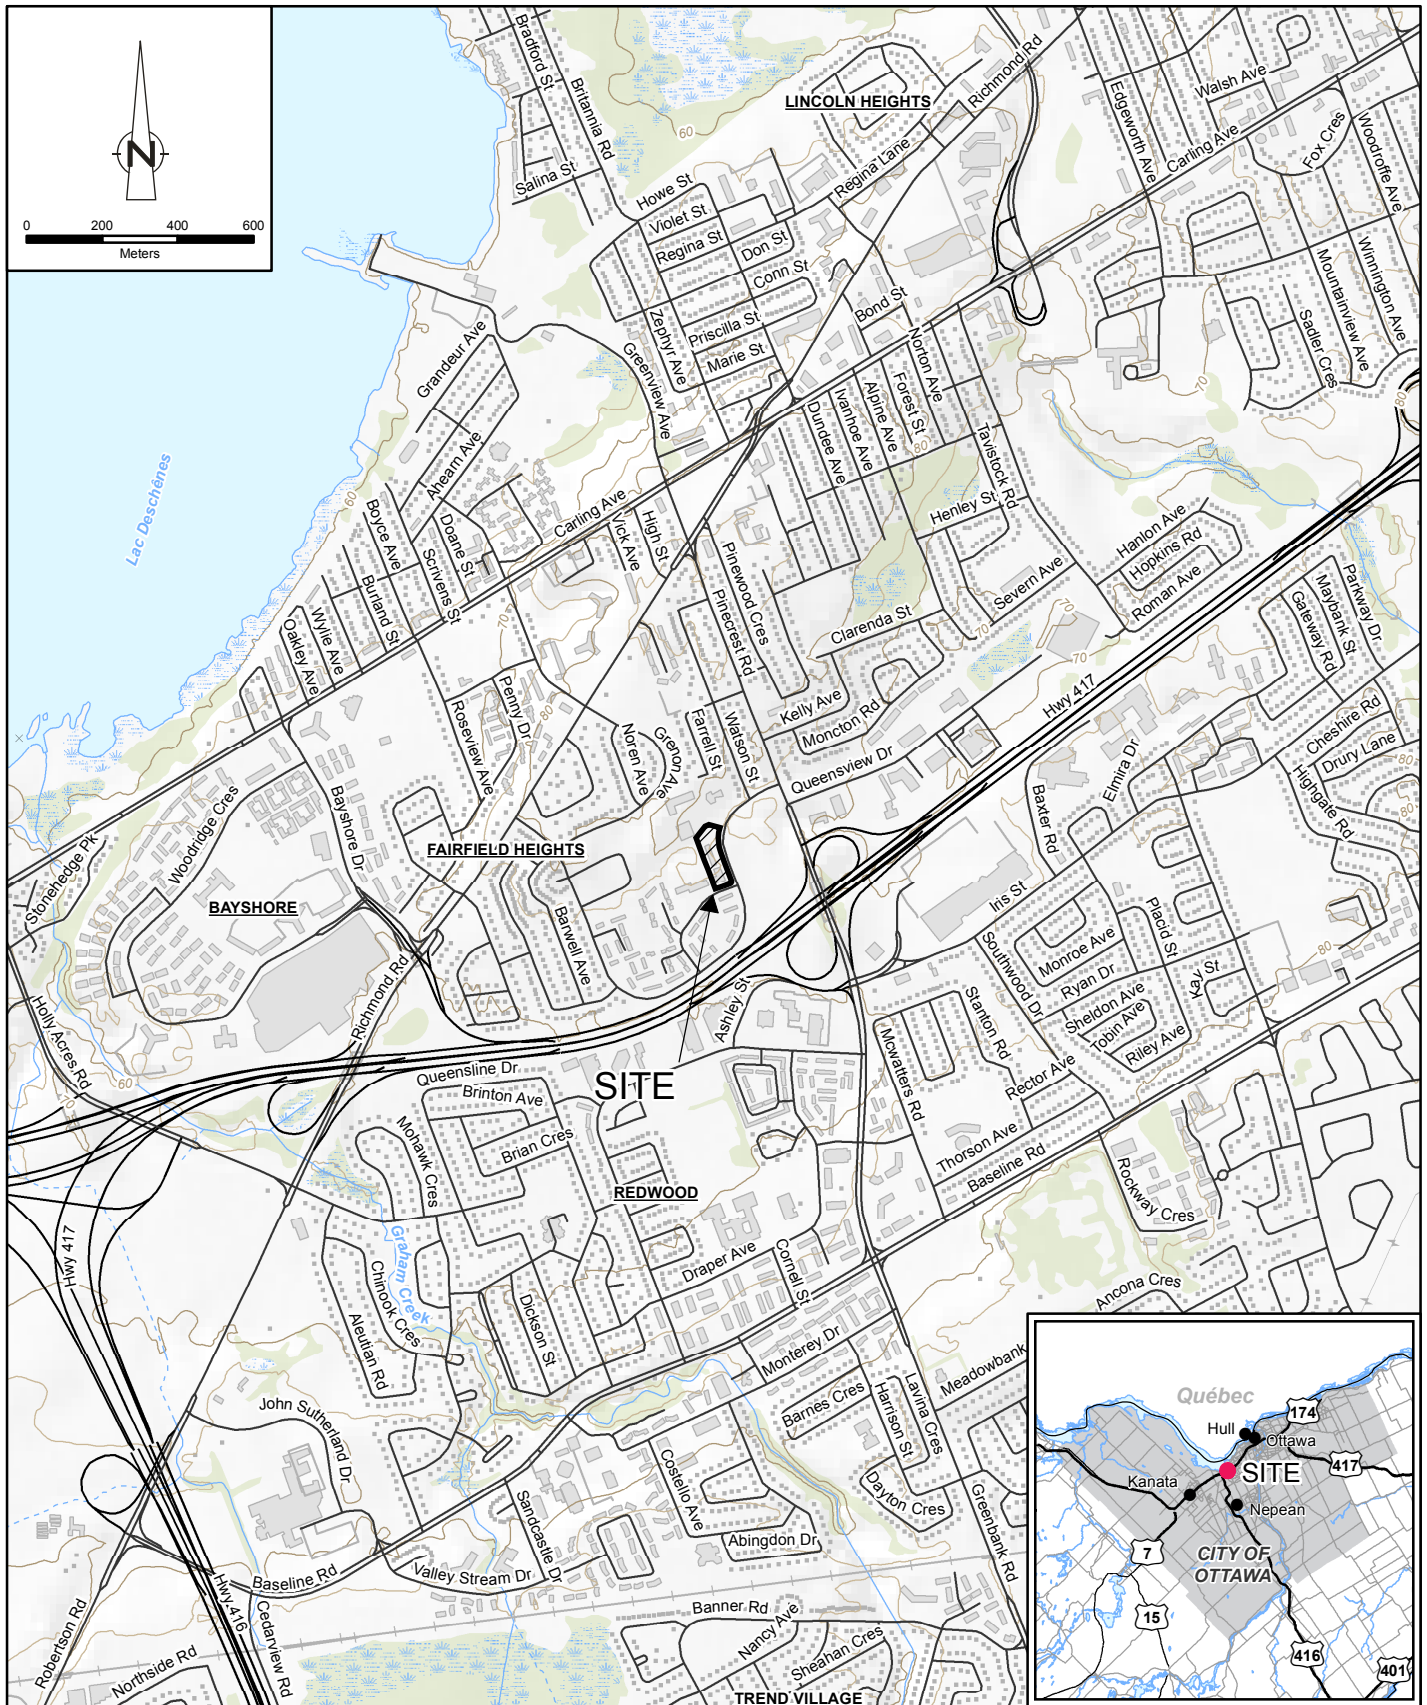 N
0 200 400 600
Meters
Bradford St
Britannia Rd
Salina St
Howe St
Violet St
Regina St
Don St
Conn St
Priscilla St
Marie St
Zephyr Ave
Greenview Ave
LINCOLN HEIGHTS
Richmond Rd
Regina Lane
Bond St
Norton Ave
Forest St
Alpine Ave
Ivanhoe Ave
Dundee Ave
Tavistock Rd
Edgeworth Ave
Walsh Ave
Carling Ave
Fox Cres
Woodroffe Ave
Winnington Ave
Mountainview Ave
Sadler Cres
60
70
80
80
Grandeur Ave
Ahearn Ave
Lac Deschênes
60
Boyce Ave
Doane St
Scrivens St
Burland St
Wylie Ave
Oakley Ave
Carling Ave
Vick Ave
High St
Pinewood Cres
Pinecrest Rd
Henley St
Hanlon Ave
Hopkins Rd
Roman Ave
Severn Ave
Clarenda St
Kelly Ave
Moncton Rd
Queensview Dr
Hwy 417
70
70
Parkway Dr
Maybank St
Gateway Rd
Cheshire Rd
Drury Lane
Highgate Rd
80
80
70
Penny Dr
80
Roseview Ave
Noren Ave
Grenon Ave
Farrell St
Watson St
Bayshore Dr
Woodridge Cres
Stonehedge Pk
FAIRFIELD HEIGHTS
BAYSHORE
Barwell Ave
Richmond Rd
Holly Acres Rd
60
70
Ashley St
Elmira Dr
Baxter Rd
Iris St
Placid St
Monroe Ave
Southwood Dr
Ryan Dr
Kay St
Sheldon Ave
Tobin Ave
Riley Ave
80
Stanton Rd
Mcwatters Rd
Rector Ave
Thorson Ave
Baseline Rd
Rockway Cres
Ancona Cres
SITE
Queensline Dr
Brinton Ave
Brian Cres
Mohawk Cres
REDWOOD
Hwy 417
Graham Creek
Chinook Cres
Aleutian Rd
Dickson St
Draper Ave
Cornell St
Monterey Dr
Barnes Cres
Harrison St
Lavina Cres
Meadowbank
Dayton Cres
Greenbank Rd
John Sutherland Dr
Costello Ave
Sandcastle Dr
Abingdon Dr
Valley Stream Dr
Baseline Rd
Hwy 416
Cedarview Rd
Robertson Rd
Northside Rd
Banner Rd
Nancy Ave
Sheahan Cres
TREND VILLAGE
Québec
174
Hull
Ottawa
417
SITE
Kanata
Nepean
7
CITY OF
OTTAWA
15
416
401